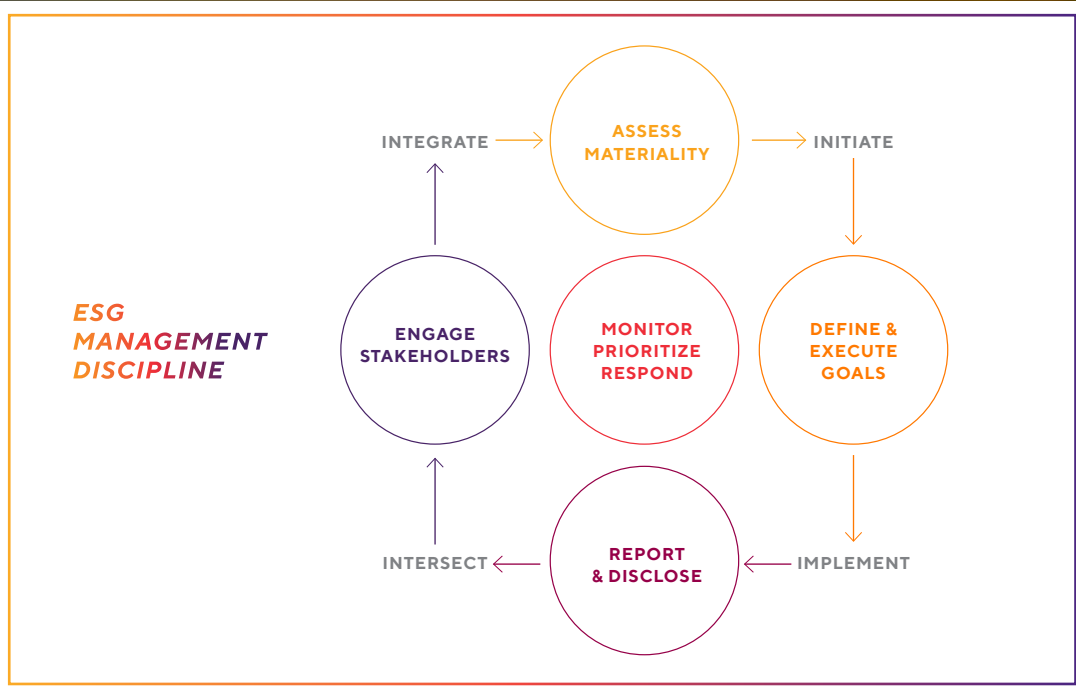 ESG
MANAGEMENT
DISCIPLINE
INTEGRATE
ASSESS
MATERIALITY
INITIATE
ENGAGE
STAKEHOLDERS
MONITOR
PRIORITIZE
RESPOND
DEFINE &
EXECUTE
GOALS
INTERSECT
REPORT
& DISCLOSE
IMPLEMENT